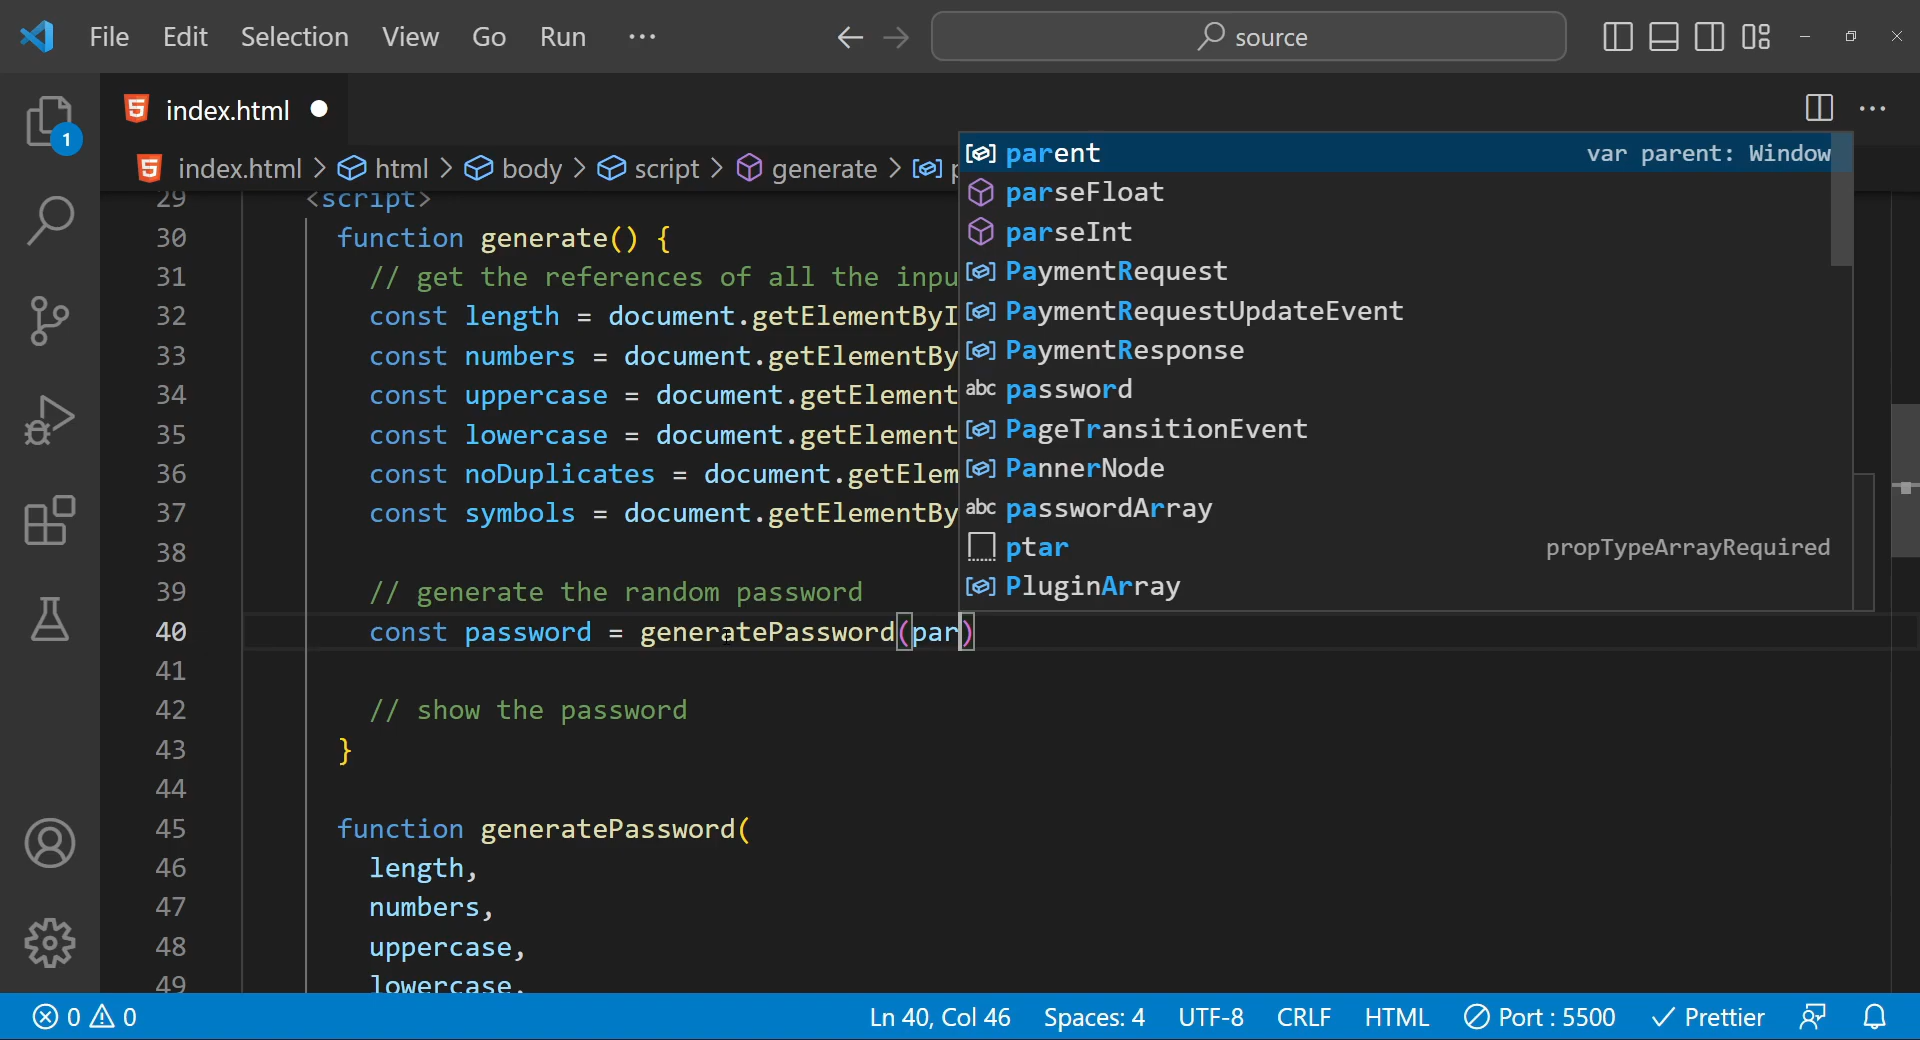 File Edit Selection View Go Run ··· source
index.html
index.html > html > body > script > generate >
29 <script>
30 function generate() {
31 // get the references of all the inpu
32 const length = document.getElementByI
33 const numbers = document.getElementBy
34 const uppercase = document.getElement
35 const lowercase = document.getElement
36 const noDuplicates = document.getElem
37 const symbols = document.getElementBy
38
39 // generate the random password
40 const password = generatePassword(par)
41
42 // show the password
43 }
44
45 function generatePassword(
46 length,
47 numbers,
48 uppercase,
49 lowercase,
parent var parent: Window
parseFloat
parseInt
PaymentRequest
PaymentRequestUpdateEvent
PaymentResponse
abc password
PageTransitionEvent
PannerNode
abc passwordArray
ptar propTypeArrayRequired
PluginArray
1
0 0 Ln 40, Col 46 Spaces: 4 UTF-8 CRLF HTML Port : 5500 Prettier